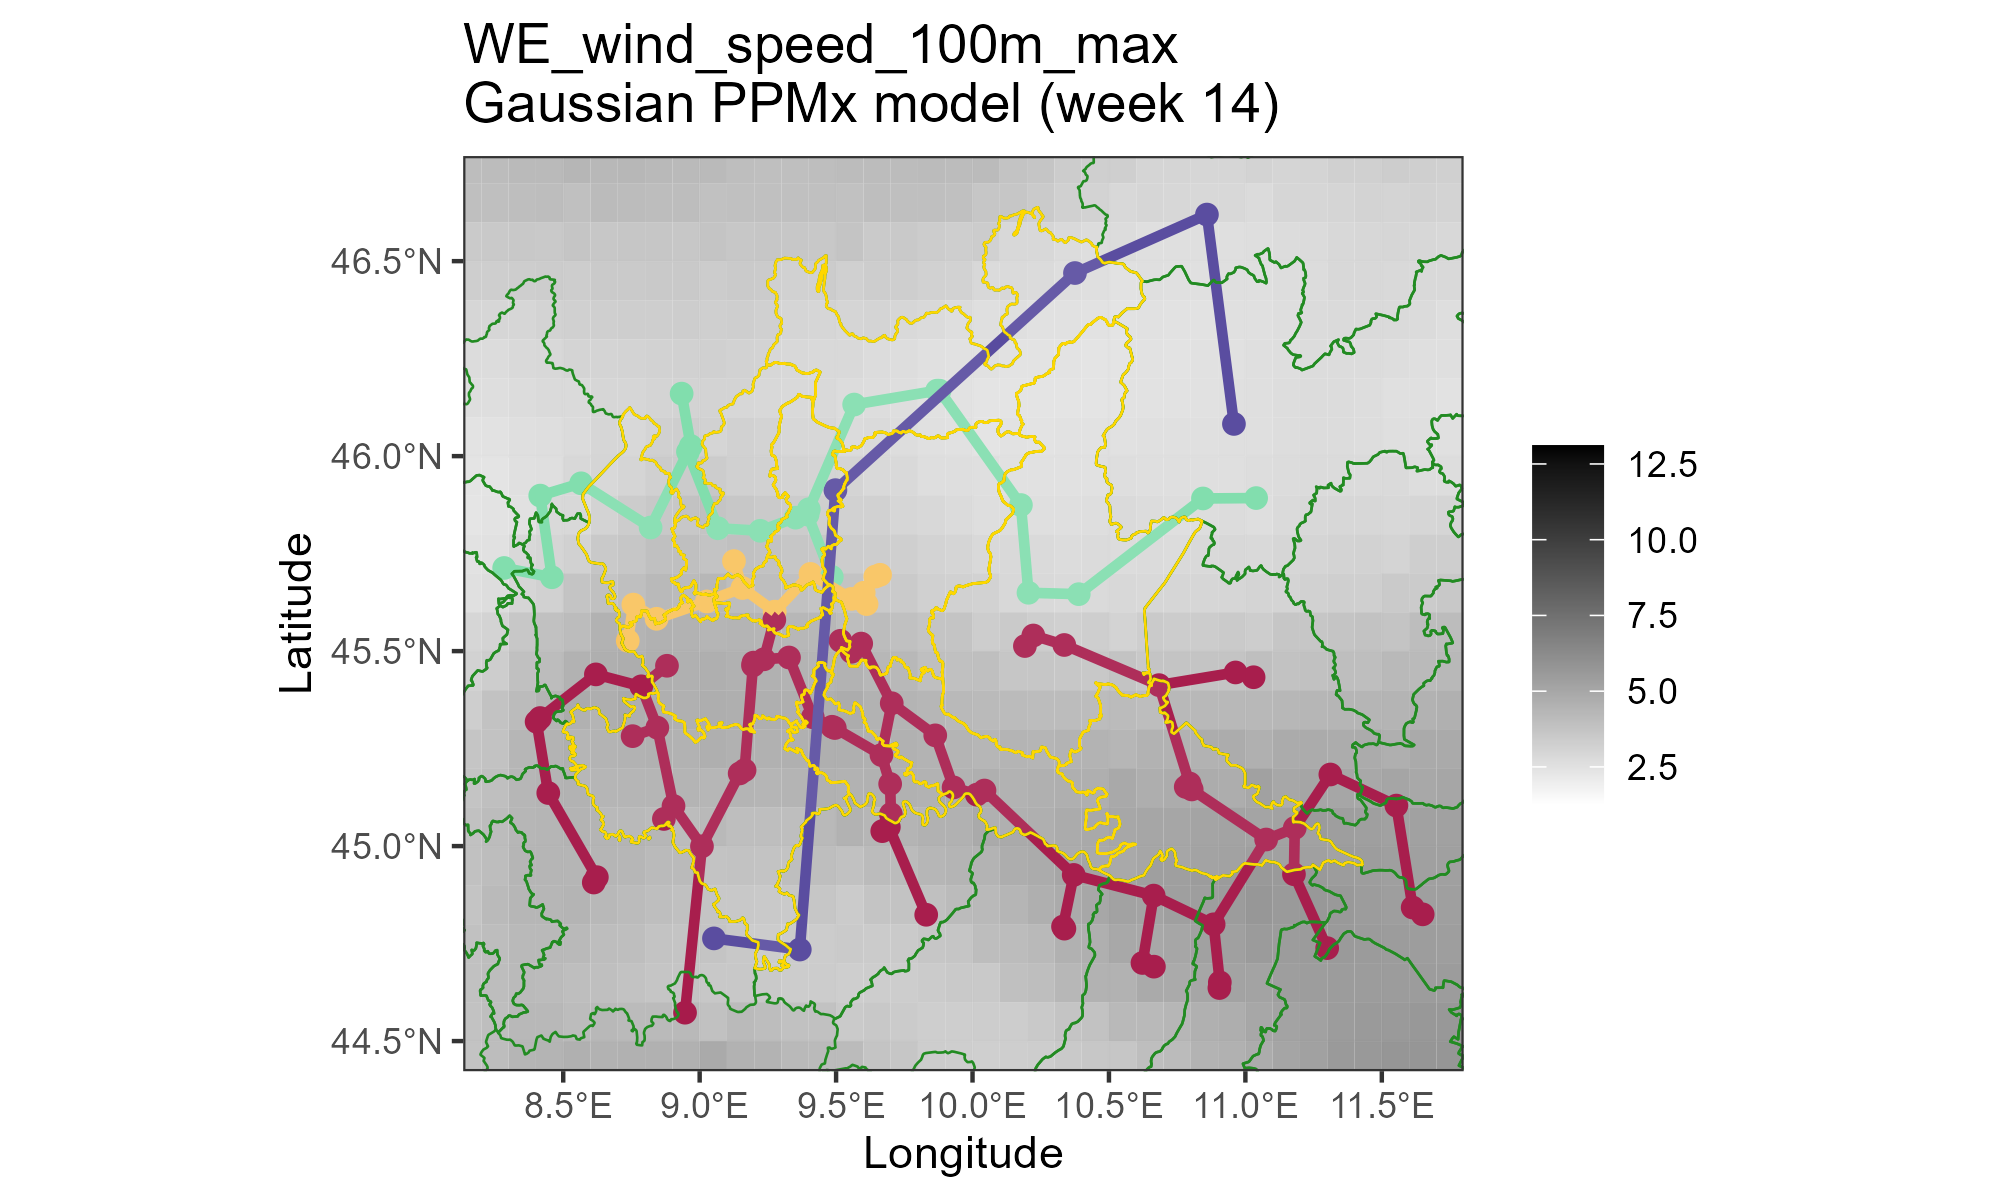 WE_wind_speed_100m_max
Gaussian PPMx model (week 14)
46.5°N
46.0°N
45.5°N
45.0°N
44.5°N
Latitude
8.5°E 9.0°E 9.5°E 10.0°E 10.5°E 11.0°E 11.5°E
Longitude
12.5
10.0
7.5
5.0
2.5